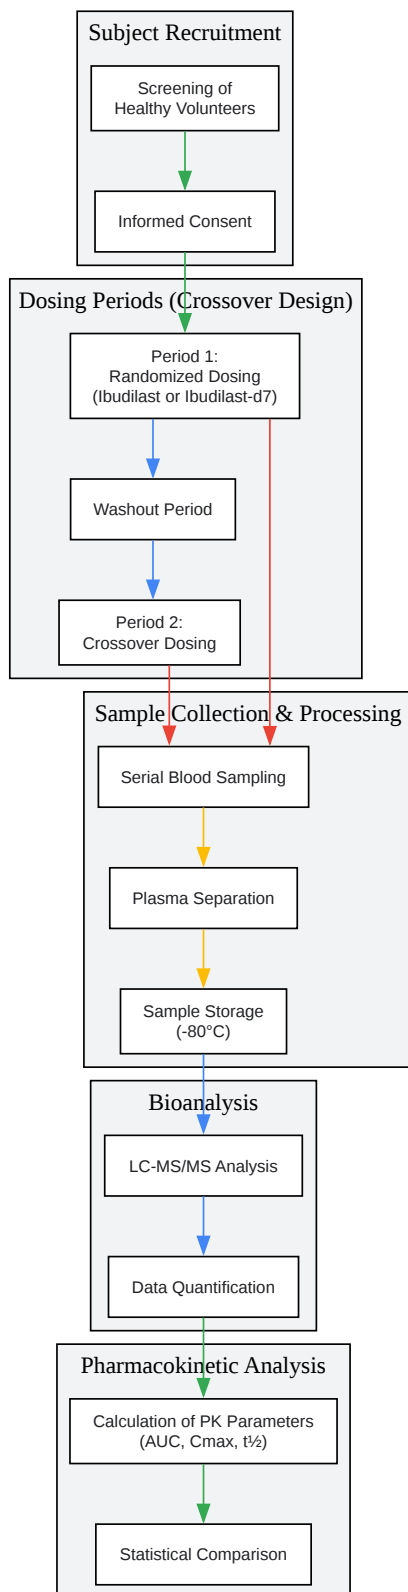 Subject Recruitment
Screening of
Healthy Volunteers
Informed Consent
Dosing Periods (Crossover Design)
Period 1:
Randomized Dosing
(Ibudilast or Ibudilast-d7)
Washout Period
Period 2:
Crossover Dosing
Sample Collection & Processing
Serial Blood Sampling
Plasma Separation
Sample Storage
(-80°C)
Bioanalysis
LC-MS/MS Analysis
Data Quantification
Pharmacokinetic Analysis
Calculation of PK Parameters
(AUC, Cmax, t½)
Statistical Comparison